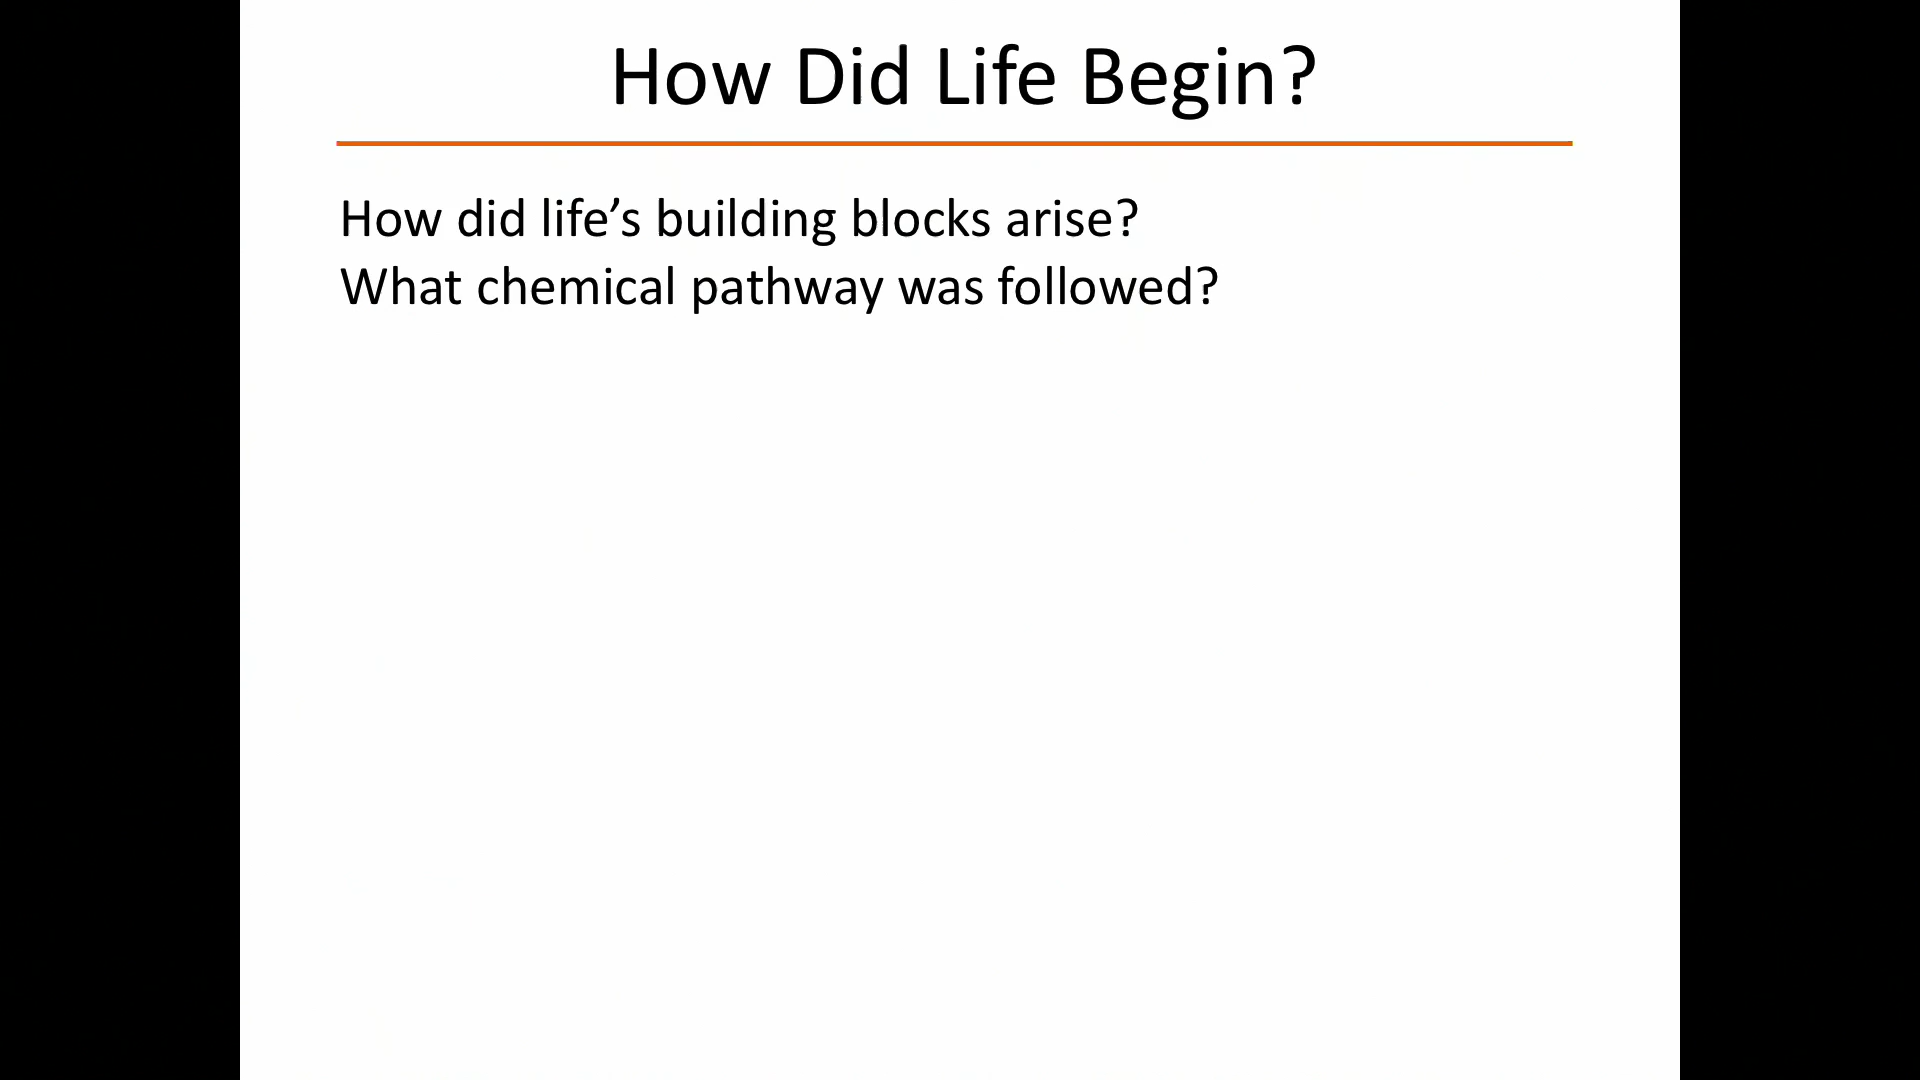 How Did Life Begin?
How did life’s building blocks arise?
What chemical pathway was followed?